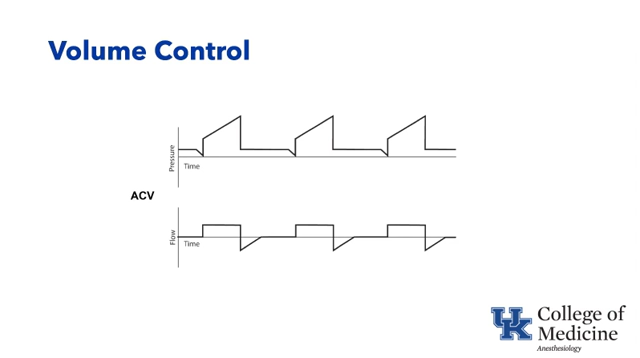 Volume Control
Pressure
Time
ACV
Flow
Time
UK
College of
Medicine
Anesthesiology